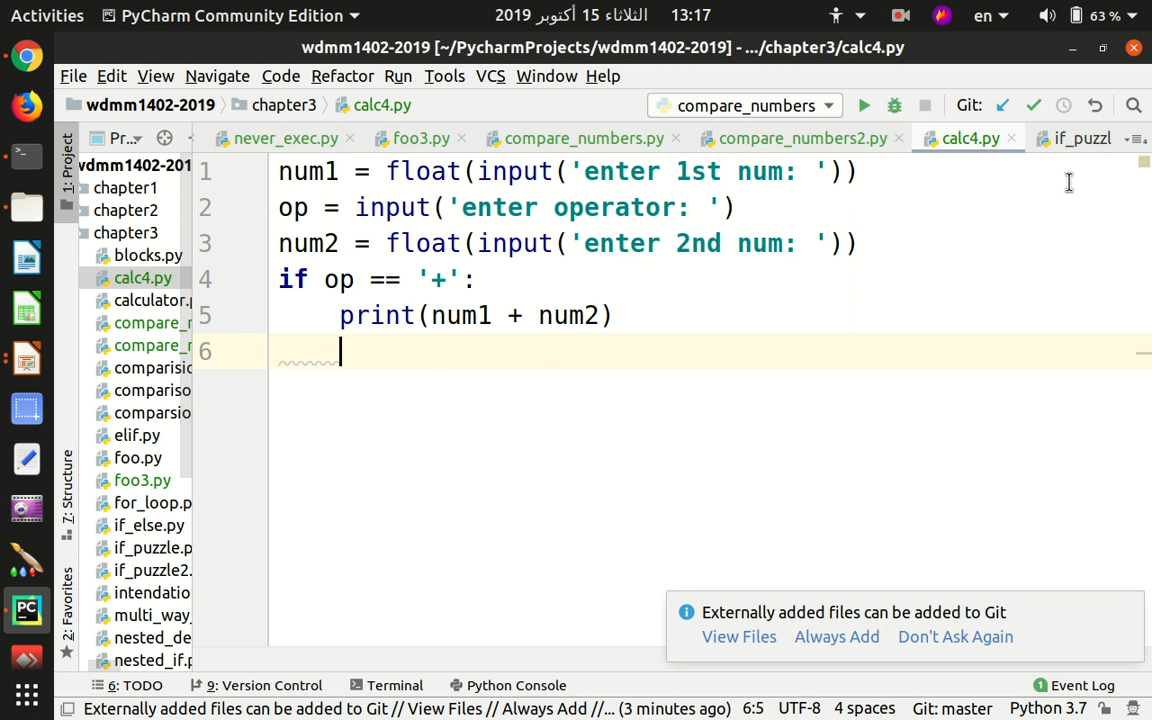 Activities PyCharm Community Edition 2019 الثلاثاء 15 أكتوبر 13:17 en 63 %
wdmm1402-2019 [~/PycharmProjects/wdmm1402-2019] - .../chapter3/calc4.py
File Edit View Navigate Code Refactor Run Tools VCS Window Help
wdmm1402-2019 chapter3 calc4.py compare_numbers Git:
Pr... never_exec.py foo3.py compare_numbers.py compare_numbers2.py calc4.py if_puzzl
1: Project
7: Structure
2: Favorites
wdmm1402-201
chapter1
chapter2
chapter3
blocks.py
calc4.py
calculator.
compare_
compare_
comparisi
compariso
comparsio
elif.py
foo.py
foo3.py
for_loop.p
if_else.py
if_puzzle.p
if_puzzle2.
intendatio
multi_way
nested_de
nested_if.p
1 num1 = float(input('enter 1st num: '))
2 op = input('enter operator: ')
3 num2 = float(input('enter 2nd num: '))
4 if op == '+':
5 print(num1 + num2)
6
Externally added files can be added to Git
View Files Always Add Don't Ask Again
6: TODO 9: Version Control Terminal Python Console 1 Event Log
Externally added files can be added to Git // View Files // Always Add //... (3 minutes ago) 6:5 UTF-8 4 spaces Git: master Python 3.7